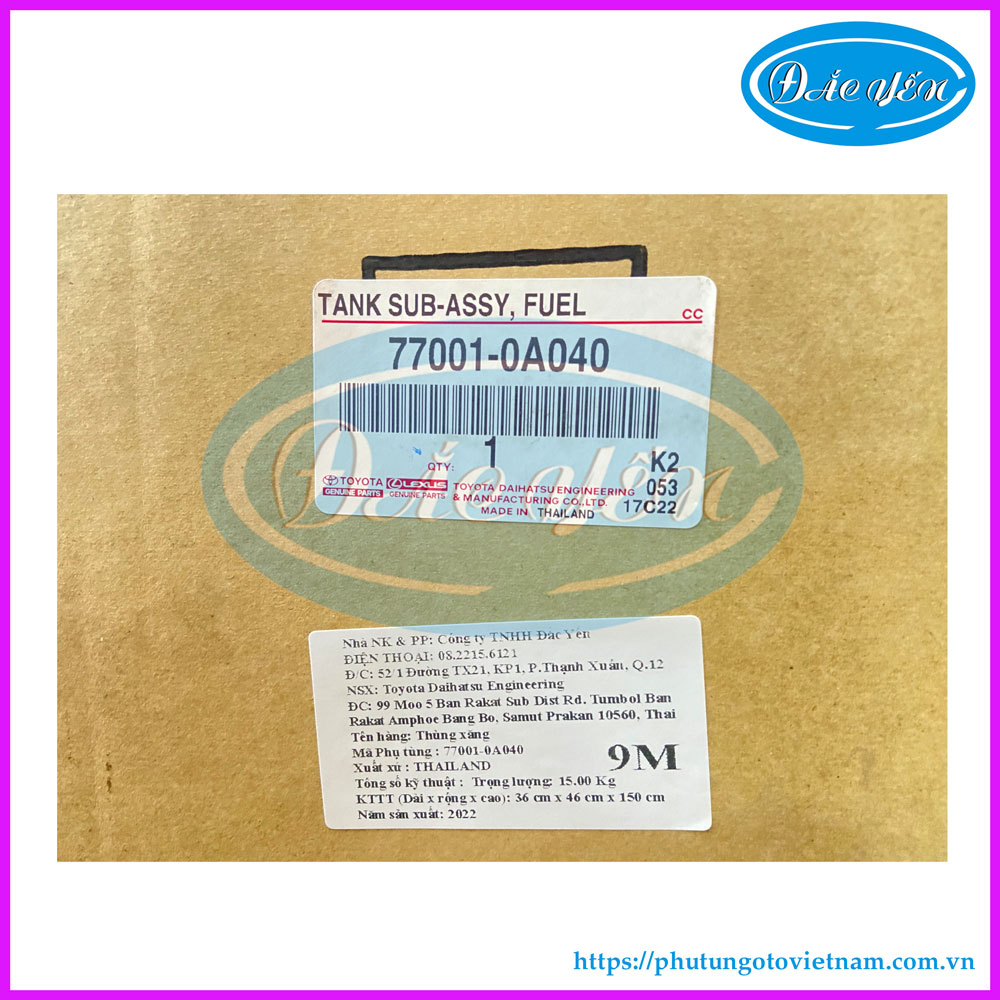 ĐẮC YẾN
TANK SUB-ASSY, FUEL
CC
77001-0A040
1
QTY:
K2
053
17C22
TOYOTA
GENUINE PARTS
LEXUS
GENUINE PARTS
TOYOTA DAIHATSU ENGINEERING
& MANUFACTURING CO.,LTD.
MADE IN THAILAND
ĐẮC YẾN
Nhà NK & PP: Công ty TNHH Đắc Yến
ĐIỆN THOẠI: 08.2215.6121
Đ/C: 52/1 Đường TX21, KP1, P.Thạnh Xuân, Q.12
NSX: Toyota Daihatsu Engineering
ĐC: 99 Moo 5 Ban Rakat Sub Dist Rd. Tumbol Ban
Rakat Amphoe Bang Bo, Samut Prakan 10560, Thai
Tên hàng: Thùng xăng
Mã Phụ tùng : 77001-0A040
Xuất xứ : THAILAND
9M
Tông số kỹ thuật : Trọng lượng: 15.00 Kg
KTTT (Dài x rộng x cao): 36 cm x 46 cm x 150 cm
Năm sản xuất: 2022
https://phutungotovietnam.com.vn